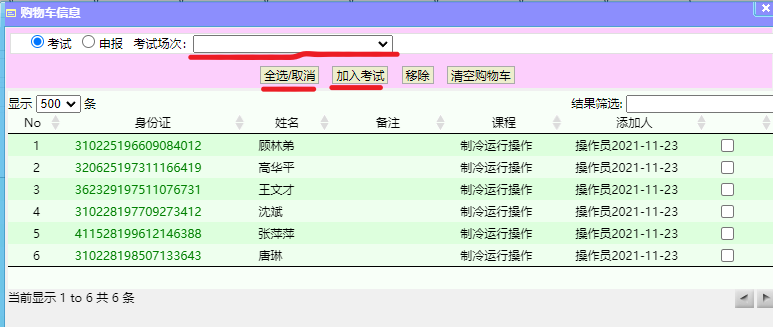 购物车信息
考试 申报 考试场次:
全选/取消 加入考试 移除 清空购物车
显示 500 条 结果筛选:
No 身份证 姓名 备注 课程 添加人
1 310225196609084012 顾林弟 制冷运行操作 操作员2021-11-23
2 320625197311166419 高华平 制冷运行操作 操作员2021-11-23
3 362329197511076731 王文才 制冷运行操作 操作员2021-11-23
4 310228197709273412 沈斌 制冷运行操作 操作员2021-11-23
5 411528199612146388 张萍萍 制冷运行操作 操作员2021-11-23
6 310228198507133643 唐琳 制冷运行操作 操作员2021-11-23
当前显示 1 to 6 共 6 条